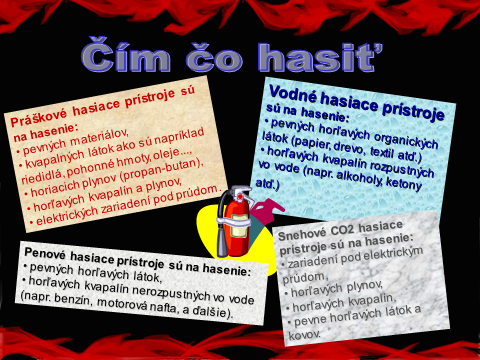 Čím čo hasiť
Práškové hasiace prístroje sú
na hasenie:
• pevných materiálov,
• kvapalných látok ako sú napríklad
riedidlá, pohonné hmoty, oleje...,
• horiacich plynov (propan-butan),
• horľavých kvapalín a plynov,
• elektrických zariadení pod prúdom.
Vodné hasiace prístroje
sú na hasenie:
• pevných horľavých organických
látok (papier, drevo, textil atď.)
• horľavých kvapalín rozpustných
vo vode (napr. alkoholy, ketony
atď.)
Penové hasiace prístroje sú na hasenie:
• pevných horľavých látok,
• horľavých kvapalín nerozpustných vo vode
(napr. benzín, motorová nafta, a ďalšie).
Snehové CO2 hasiace
prístroje sú na hasenie:
• zariadení pod elektrickým
prúdom,
• horľavých plynov,
• horľavých kvapalín,
• pevne horľavých látok a
kovov.